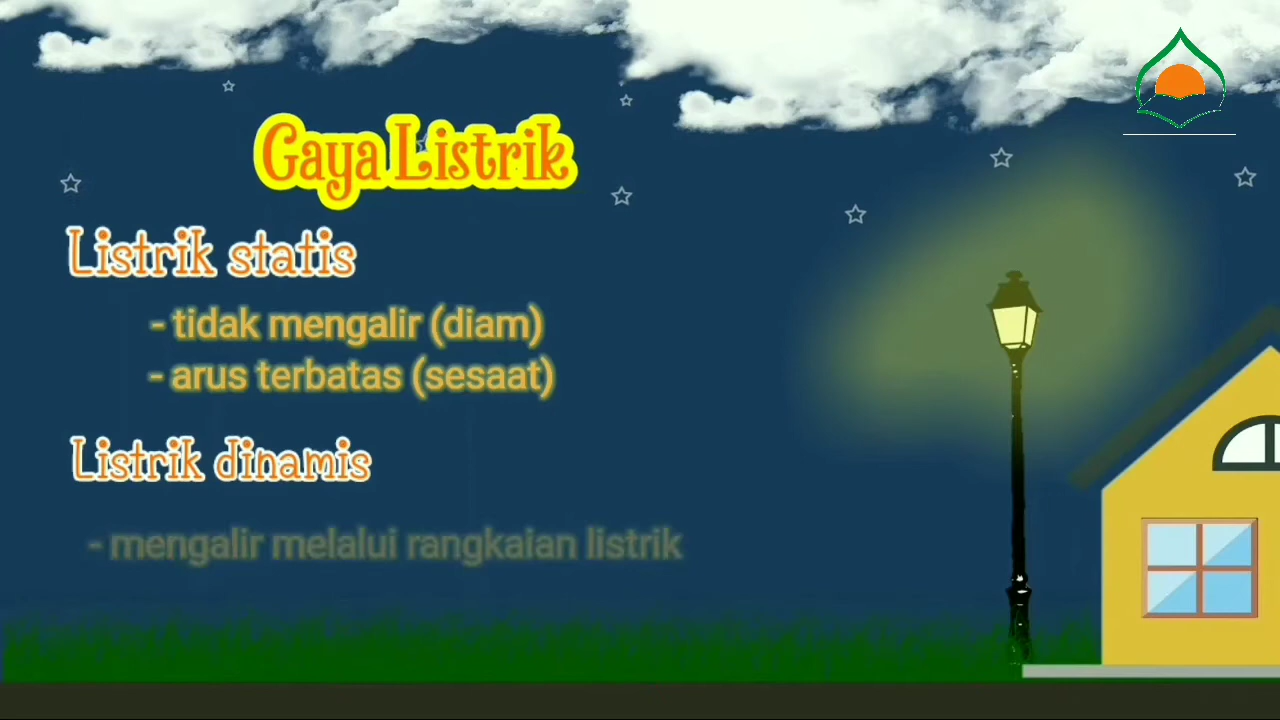 Gaya Listrik
Listrik statis
- tidak mengalir (diam)
- arus terbatas (sesaat)
Listrik dinamis
- mengalir melalui rangkaian listrik